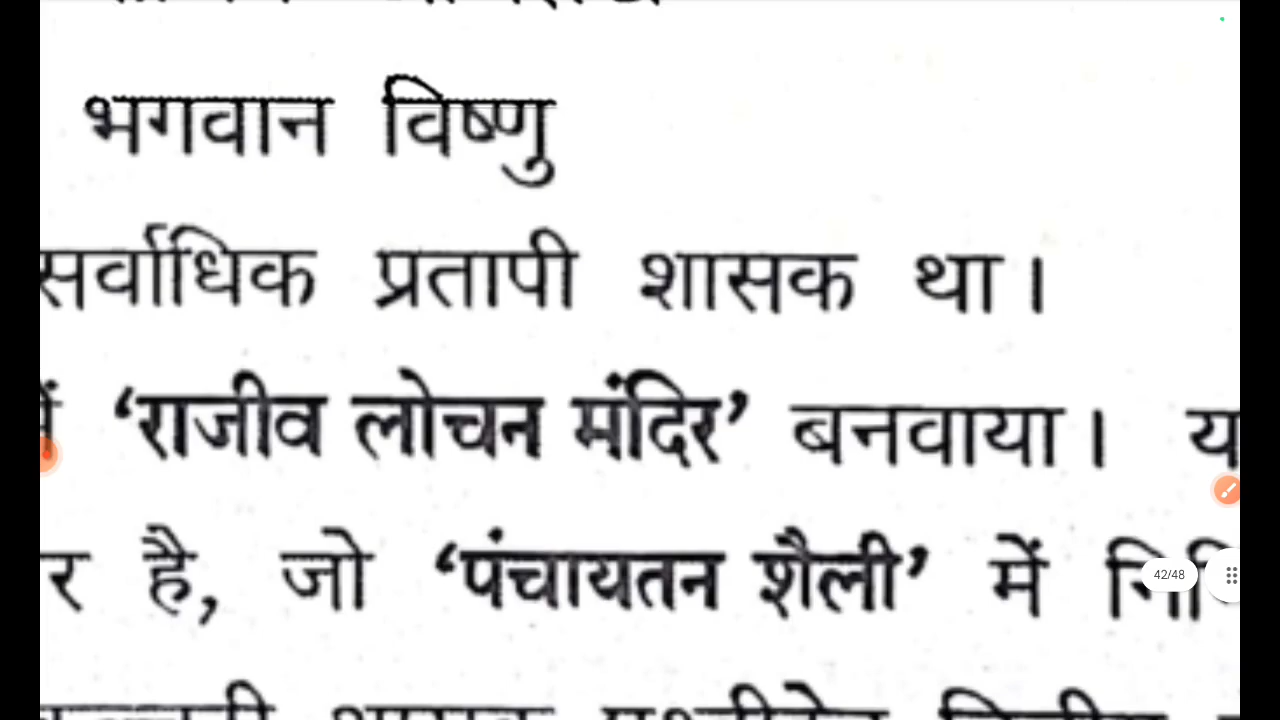 भगवान विष्णु
सर्वाधिक प्रतापी शासक था।
'राजीव लोचन मंदिर' बनवाया। य
र है, जो 'पंचायतन शैली' में
42/48